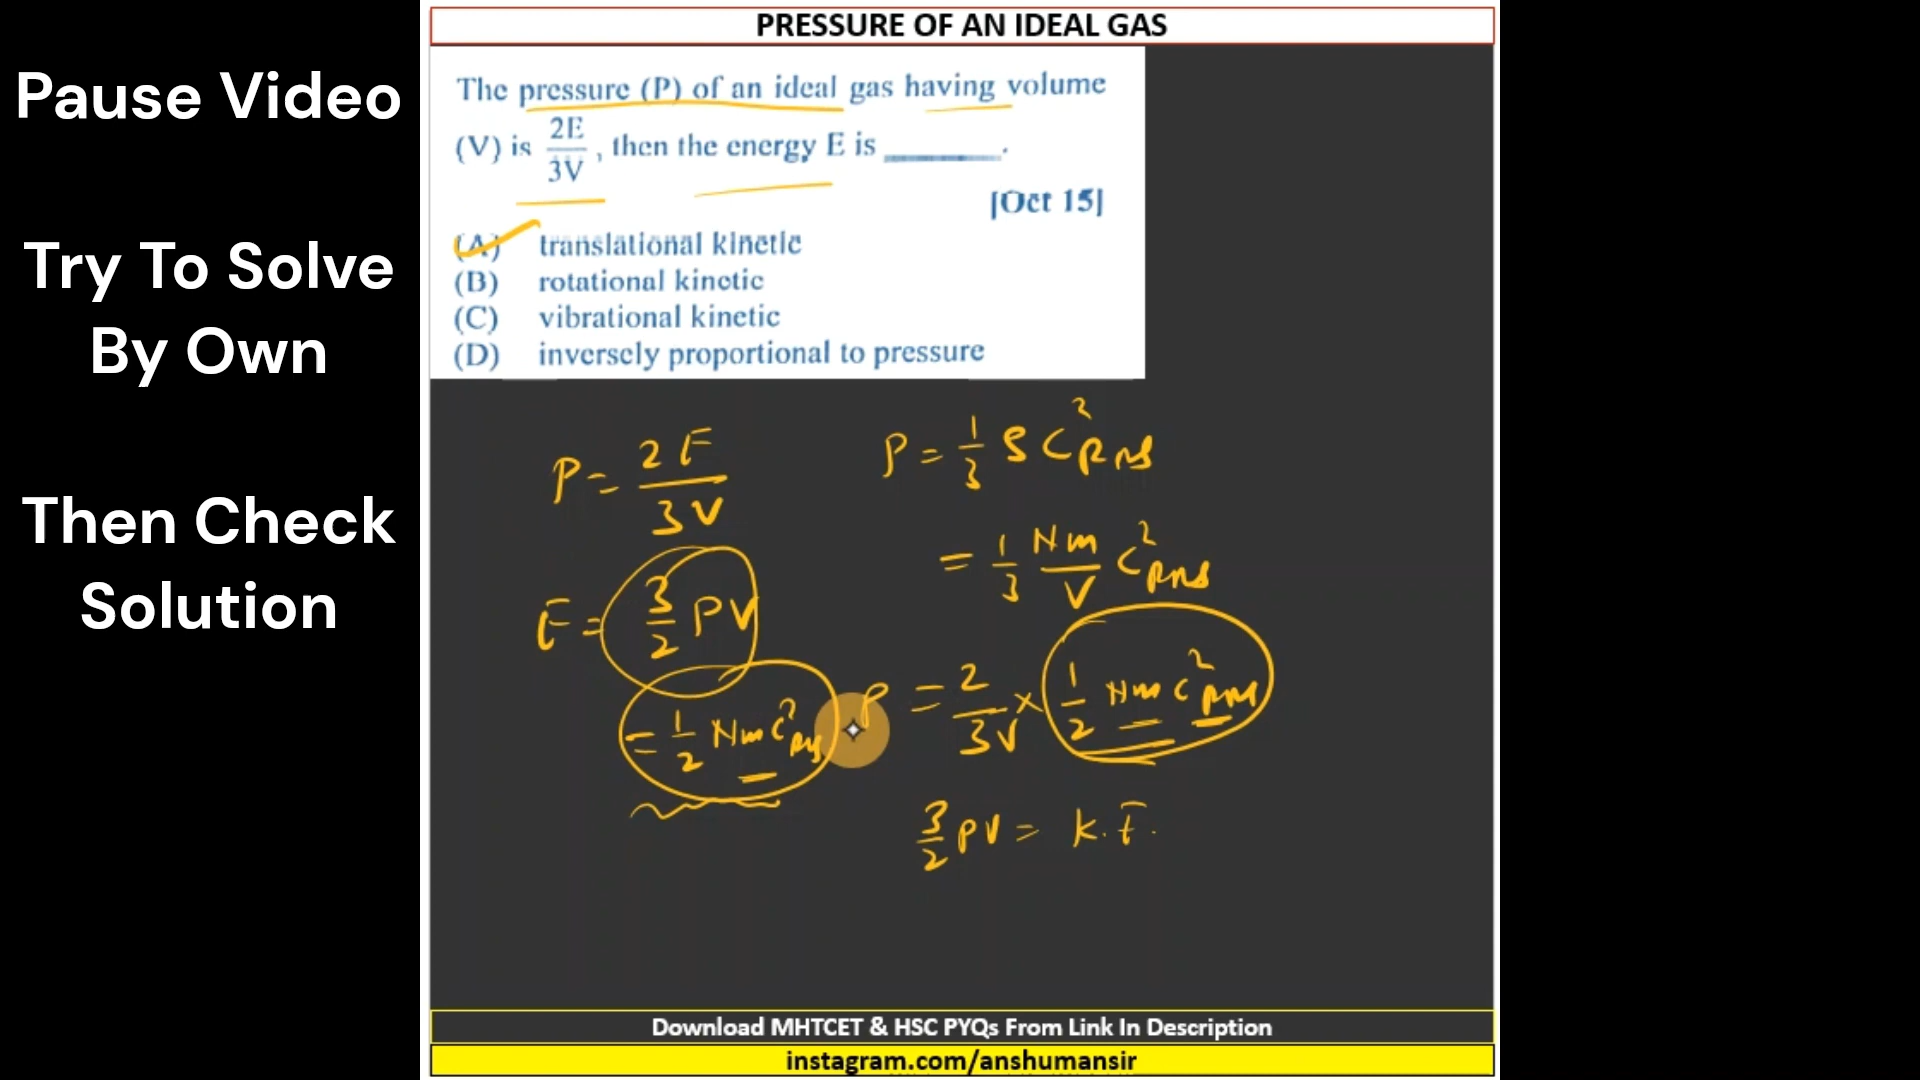 Pause Video
Try To Solve
By Own
Then Check
Solution
PRESSURE OF AN IDEAL GAS
The pressure (P) of an ideal gas having volume
(V) is 2E/3V, then the energy E is ________.
[Oct 15]
(A) translational kinetic
(B) rotational kinetic
(C) vibrational kinetic
(D) inversely proportional to pressure
P = 2E/3V
E = 3/2 PV
= 1/2 Nm C²RMS
P = 1/3 ρ C²RMS
= 1/3 Nm/V C²RMS
P = 2/3V × 1/2 Nm C²RMS
3/2 PV = K.E.
Download MHTCET & HSC PYQs From Link In Description
instagram.com/anshumansir